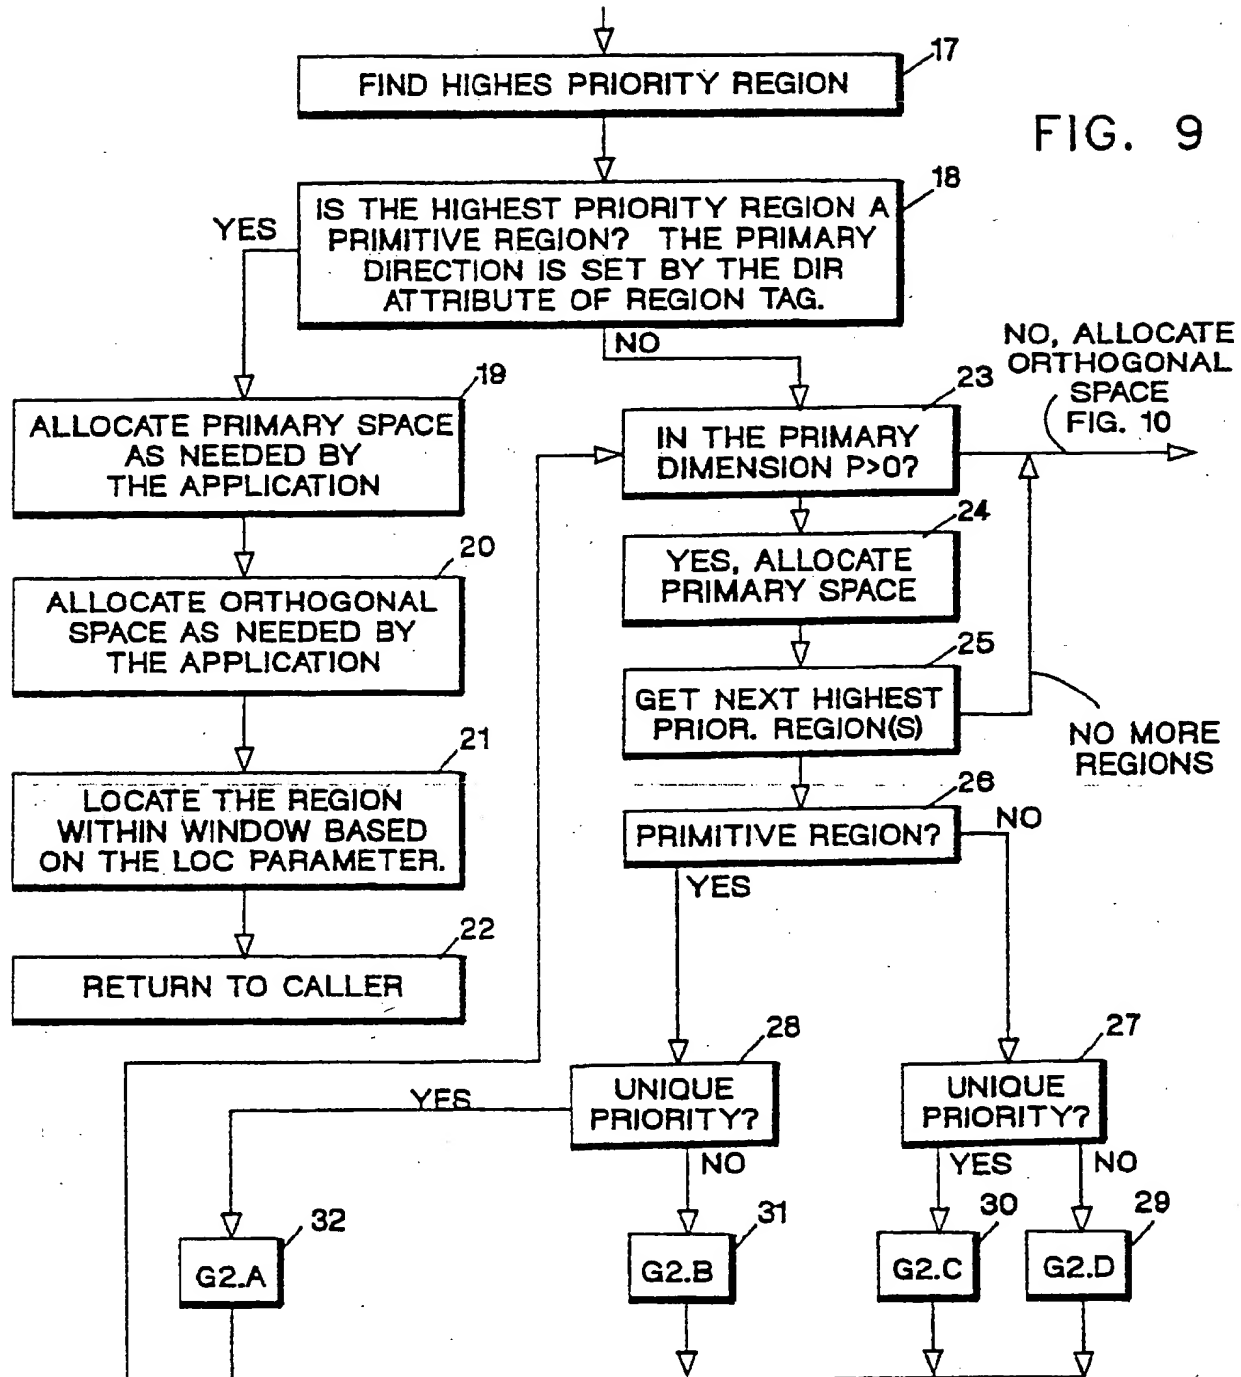 17
FIND HIGHES PRIORITY REGION
FIG. 9
18
IS THE HIGHEST PRIORITY REGION A
PRIMITIVE REGION? THE PRIMARY
DIRECTION IS SET BY THE DIR
ATTRIBUTE OF REGION TAG.
YES
NO
NO, ALLOCATE
ORTHOGONAL
SPACE
FIG. 10
19
ALLOCATE PRIMARY SPACE
AS NEEDED BY
THE APPLICATION
23
IN THE PRIMARY
DIMENSION P>0?
24
YES, ALLOCATE
PRIMARY SPACE
20
ALLOCATE ORTHOGONAL
SPACE AS NEEDED BY
THE APPLICATION
25
GET NEXT HIGHEST
PRIOR. REGION(S)
NO MORE
REGIONS
21
LOCATE THE REGION
WITHIN WINDOW BASED
ON THE LOC PARAMETER.
26
PRIMITIVE REGION?
NO
YES
22
RETURN TO CALLER
28
UNIQUE
PRIORITY?
27
UNIQUE
PRIORITY?
YES
NO
YES
NO
32
G2.A
31
G2.B
30
G2.C
29
G2.D